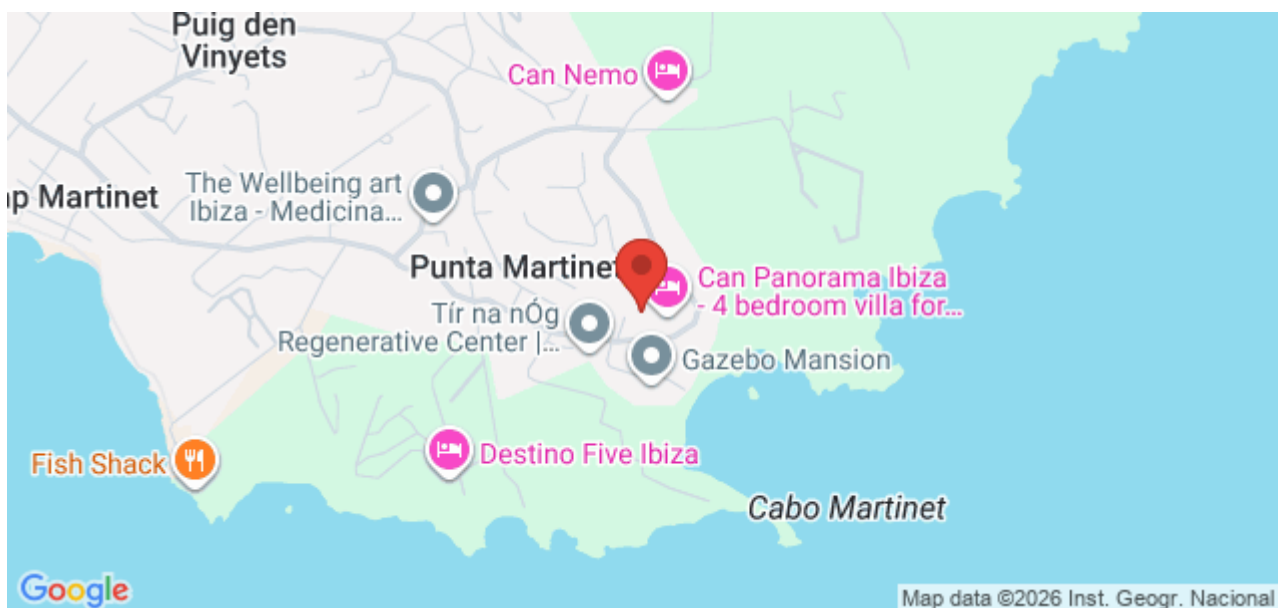 Puig den
Vinyets
Can Nemo
The Wellbeing art
Ibiza - Medicina...
ap Martinet
Punta Martinet
Can Panorama Ibiza
- 4 bedroom villa for...
Tír na nÓg
Regenerative Center |...
Gazebo Mansion
Fish Shack
Destino Five Ibiza
Cabo Martinet
Google
Map data ©2026 Inst. Geogr. Nacional